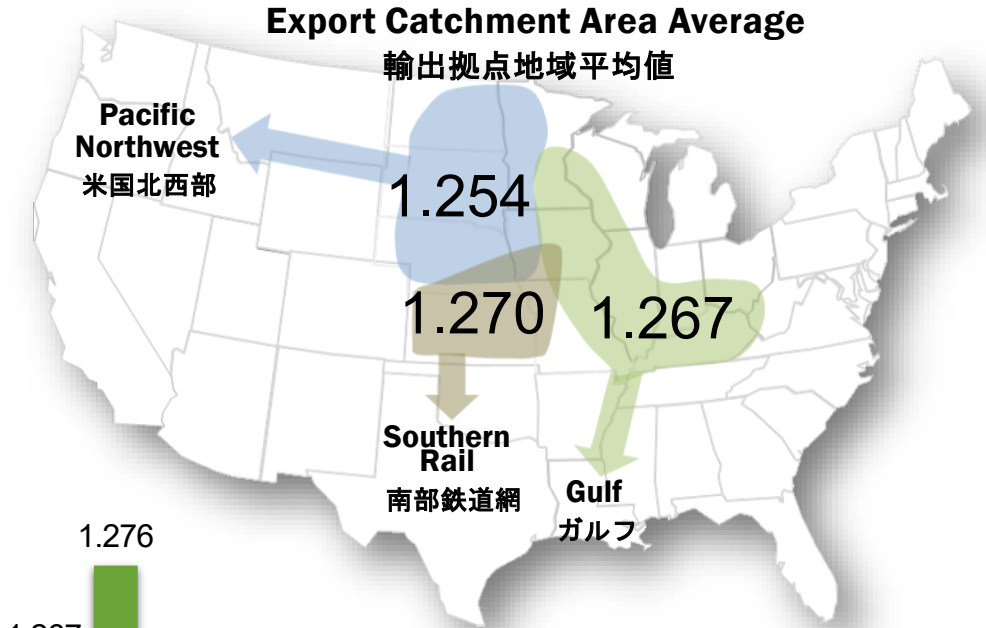 Export Catchment Area Average
輸出拠点地域平均値
Pacific
Northwest
米国北西部
1.254
1.270
1.267
Southern
Rail
南部鉄道網
Gulf
ガルフ
1.276